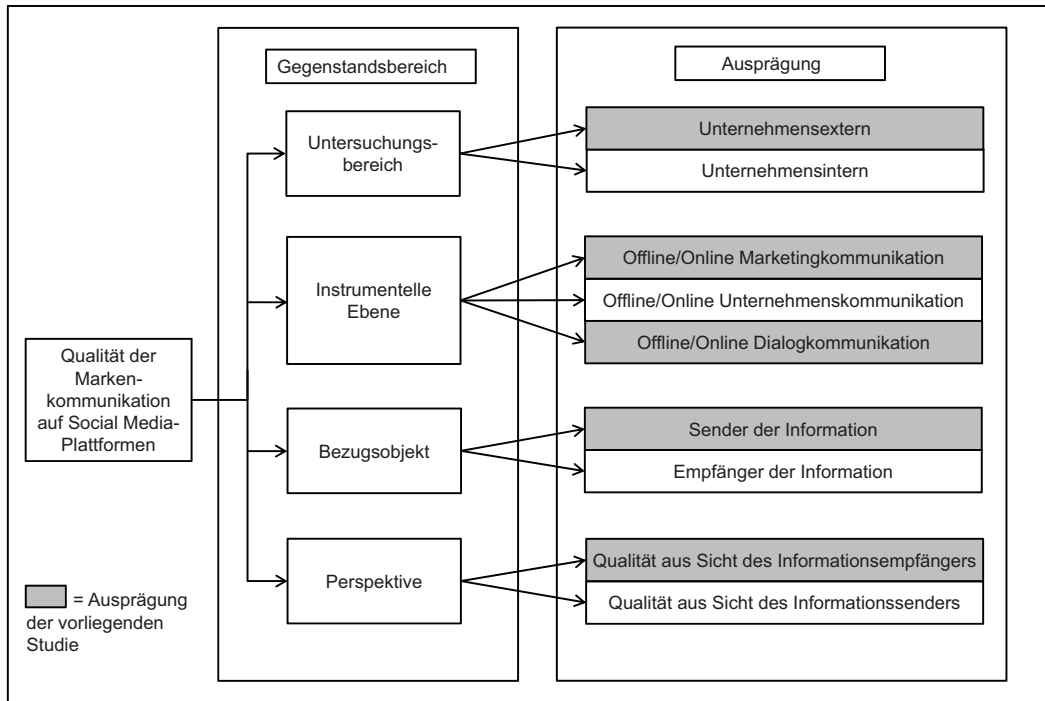 Gegenstandsbereich
Ausprägung
Untersuchungs-
bereich
Unternehmensextern
Unternehmensintern
Instrumentelle
Ebene
Offline/Online Marketingkommunikation
Offline/Online Unternehmenskommunikation
Offline/Online Dialogkommunikation
Qualität der
Marken-
kommunikation
auf Social Media-
Plattformen
Bezugsobjekt
Sender der Information
Empfänger der Information
Perspektive
Qualität aus Sicht des Informationsempfängers
Qualität aus Sicht des Informationssenders
= Ausprägung
der vorliegenden
Studie